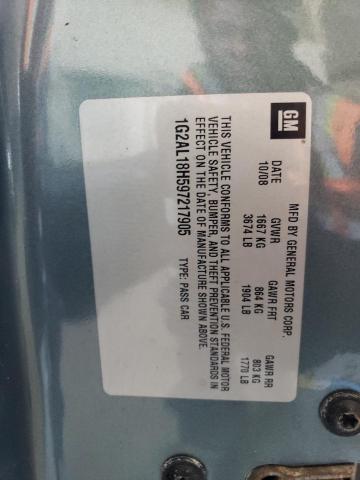 GM
MFD BY GENERAL MOTORS CORP.
DATE GVWR GAWR FRT GAWR RR
10/08 1667 KG 864 KG 803 KG
3674 LB 1904 LB 1770 LB
THIS VEHICLE CONFORMS TO ALL APPLICABLE U.S. FEDERAL MOTOR
VEHICLE SAFETY, BUMPER, AND THEFT PREVENTION STANDARDS IN
EFFECT ON THE DATE OF MANUFACTURE SHOWN ABOVE.
1G2AL18H597217905 TYPE: PASS CAR